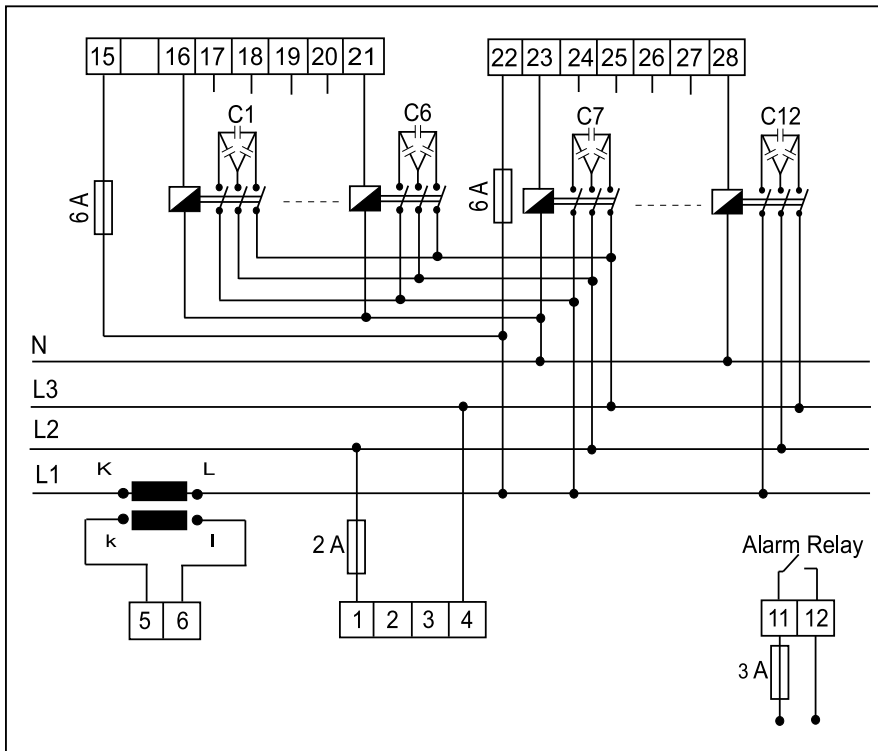 15 16 17 18 19 20 21
22 23 24 25 26 27 28
C1 C6 C7 C12
6 A
6 A
N
L3
L2
K L
L1
k l
2 A
Alarm Relay
5 6
1 2 3 4
11 12
3 A